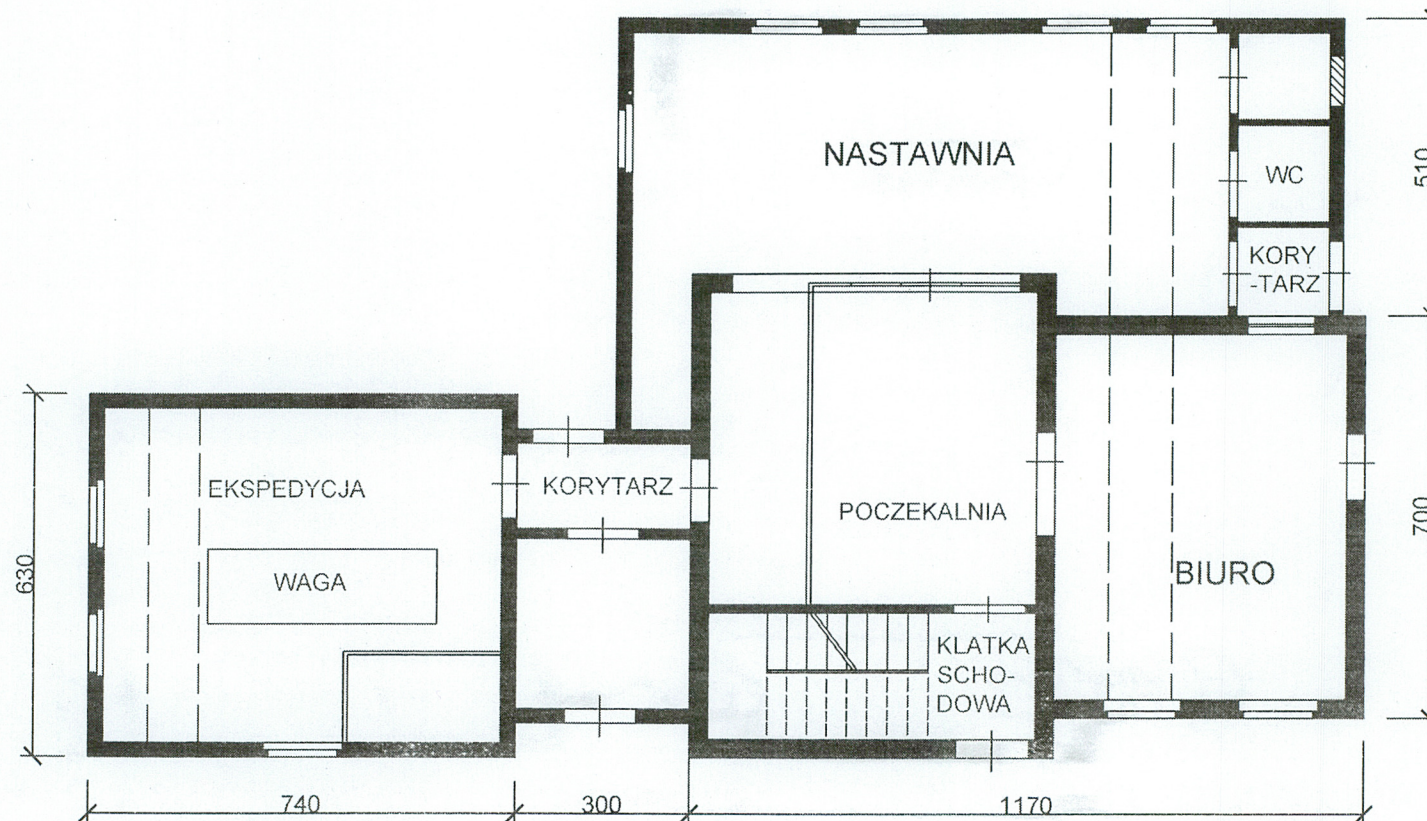 NASTAWNIA
510
WC
KORY
-TARZ
EKSPEDYCJA
KORYTARZ
POCZEKALNIA
700
630
WAGA
BIURO
KLATKA
SCHO-
DOWA
740
300
1170